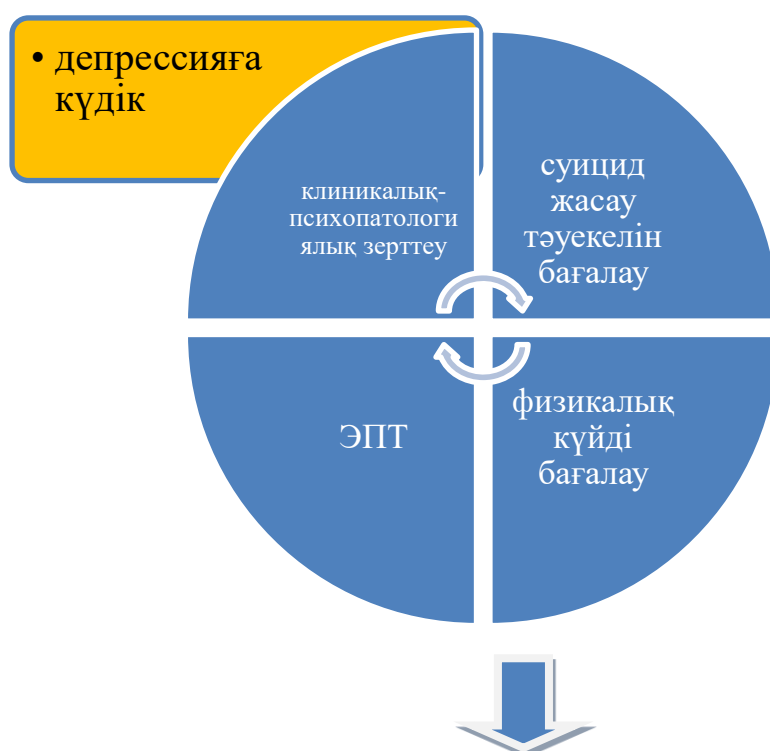 • депрессияға
күдік
клиникалық-
психопатологи
ялық зерттеу
суицид
жасау
тәуекелін
бағалау
ЭПТ
физикалық
күйді
бағалау